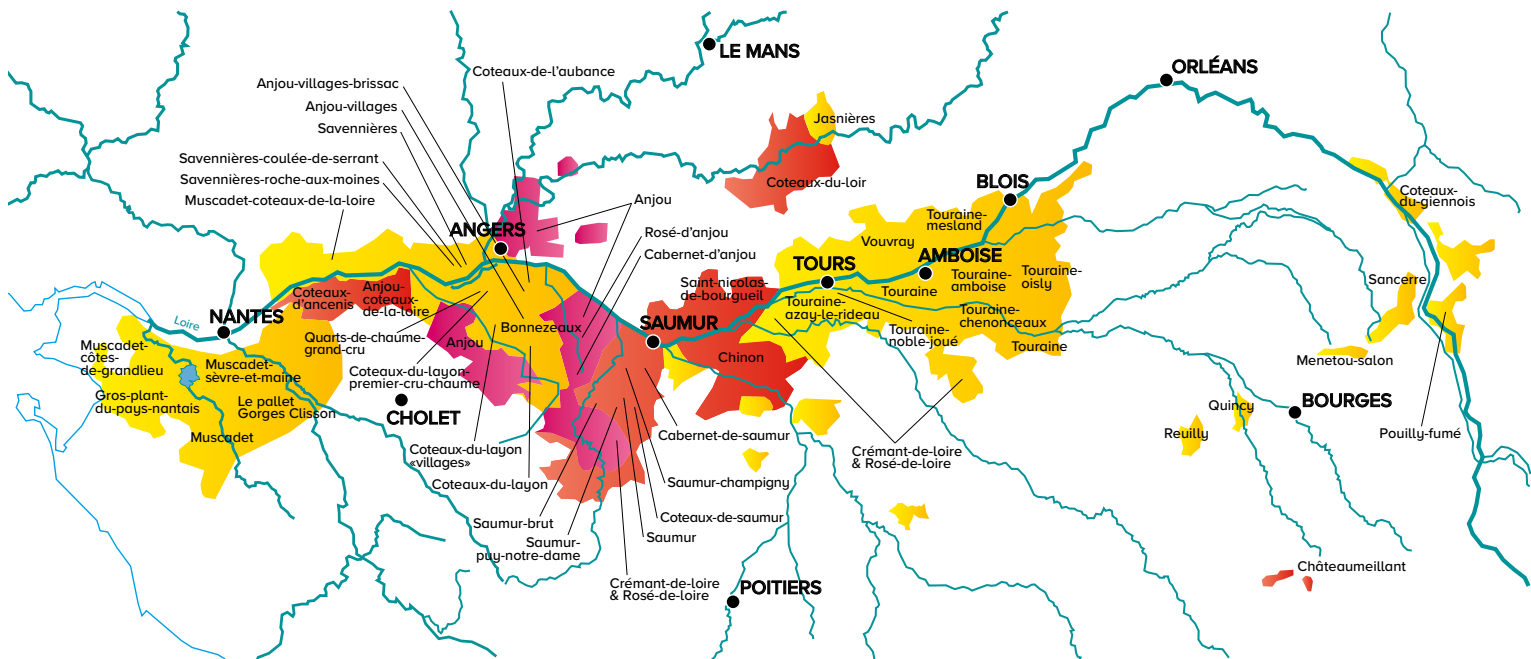 LE MANS
ORLÉANS
Coteaux-de-l'aubance
Anjou-villages-brissac
Anjou-villages
Savennières
Savennières-coulée-de-serrant
Savennières-roche-aux-moines
Muscadet-coteaux-de-la-loire
Jasnières
Coteaux-du-loir
BLOIS
Coteaux-
du-giennois
Anjou
ANGERS
Rosé-d'anjou
Cabernet-d'anjou
Touraine-
mesland
Vouvray
AMBOISE
TOURS
Touraine-
amboise
Touraine-
oisly
Touraine
Sancerre
Saint-nicolas-
de-bourgueil
Touraine-
azay-le-rideau
Touraine-
chenonceaux
Touraine-
noble-joué
Touraine
Coteaux-
d'ancenis
Anjou-
coteaux-
de-la-loire
NANTES
Loire
SAUMUR
Bonnezeaux
Quarts-de-chaume-
grand-cru
Anjou
Chinon
Menetou-salon
Muscadet-
côtes-
de-grandlieu
Muscadet-
sèvre-et-maine
Coteaux-du-layon-
premier-cru-chaume
Gros-plant-
du-pays-nantais
Le pallet
Gorges Clisson
CHOLET
BOURGES
Quincy
Reuilly
Pouilly-fumé
Muscadet
Cabernet-de-saumur
Coteaux-du-layon
«villages»
Crémant-de-loire
& Rosé-de-loire
Coteaux-du-layon
Saumur-champigny
Coteaux-de-saumur
Saumur-brut
Saumur
Saumur-
puy-notre-dame
Châteaumeillant
Crémant-de-loire
& Rosé-de-loire
POITIERS